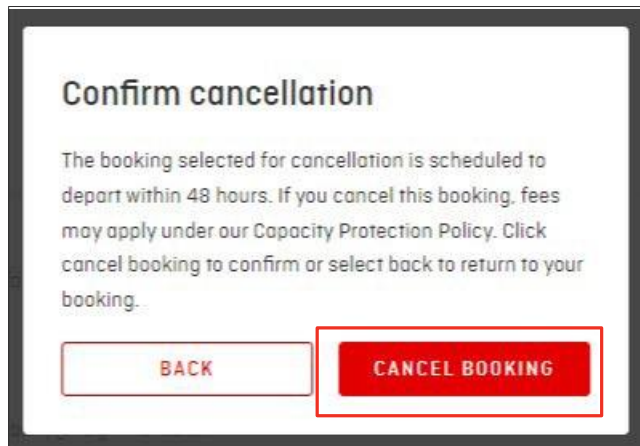 Confirm cancellation
The booking selected for cancellation is scheduled to
depart within 48 hours. If you cancel this booking, fees
may apply under our Capacity Protection Policy. Click
cancel booking to confirm or select back to return to your
booking.
BACK CANCEL BOOKING